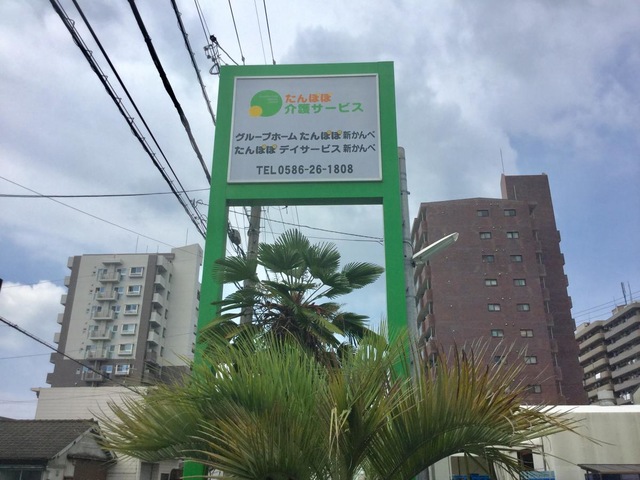 たんぽぽ
介護サービス
グループホーム たんぽぽ 新かんべ
たんぽぽ デイサービス 新かんべ
TEL0586-26-1808